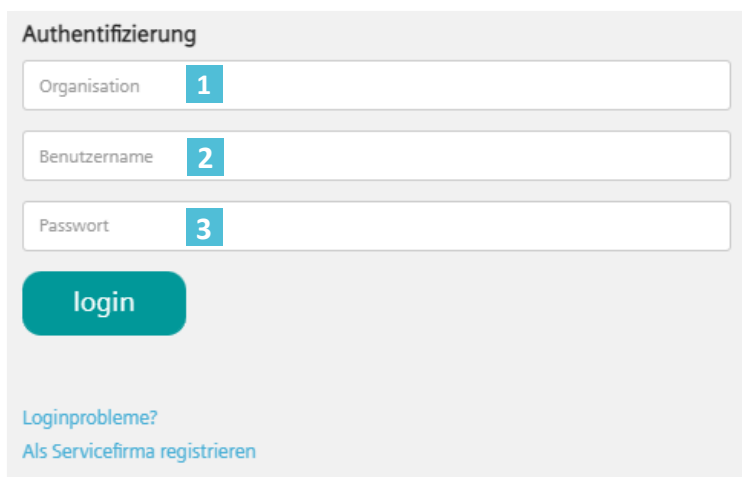 Authentifizierung
Organisation 1
Benutzername 2
Passwort 3
login
Loginprobleme?
Als Servicefirma registrieren